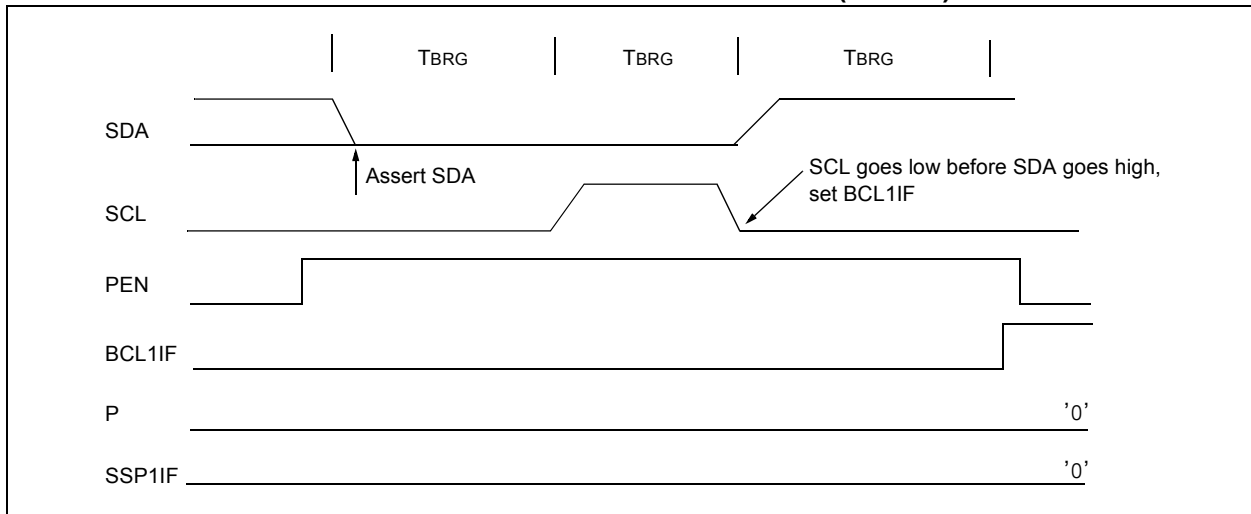 TBRG TBRG TBRG
SDA
Assert SDA
SCL goes low before SDA goes high,
set BCL1IF
SCL
PEN
BCL1IF
P '0'
SSP1IF '0'